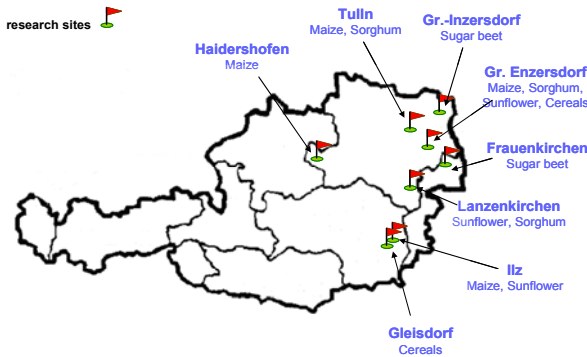 research sites
Tulln
Maize, Sorghum
Gr.-Inzersdorf
Sugar beet
Haidershofen
Maize
Gr. Enzersdorf
Maize, Sorghum,
Sunflower, Cereals
Frauenkirchen
Sugar beet
Lanzenkirchen
Sunflower, Sorghum
Ilz
Maize, Sunflower
Gleisdorf
Cereals